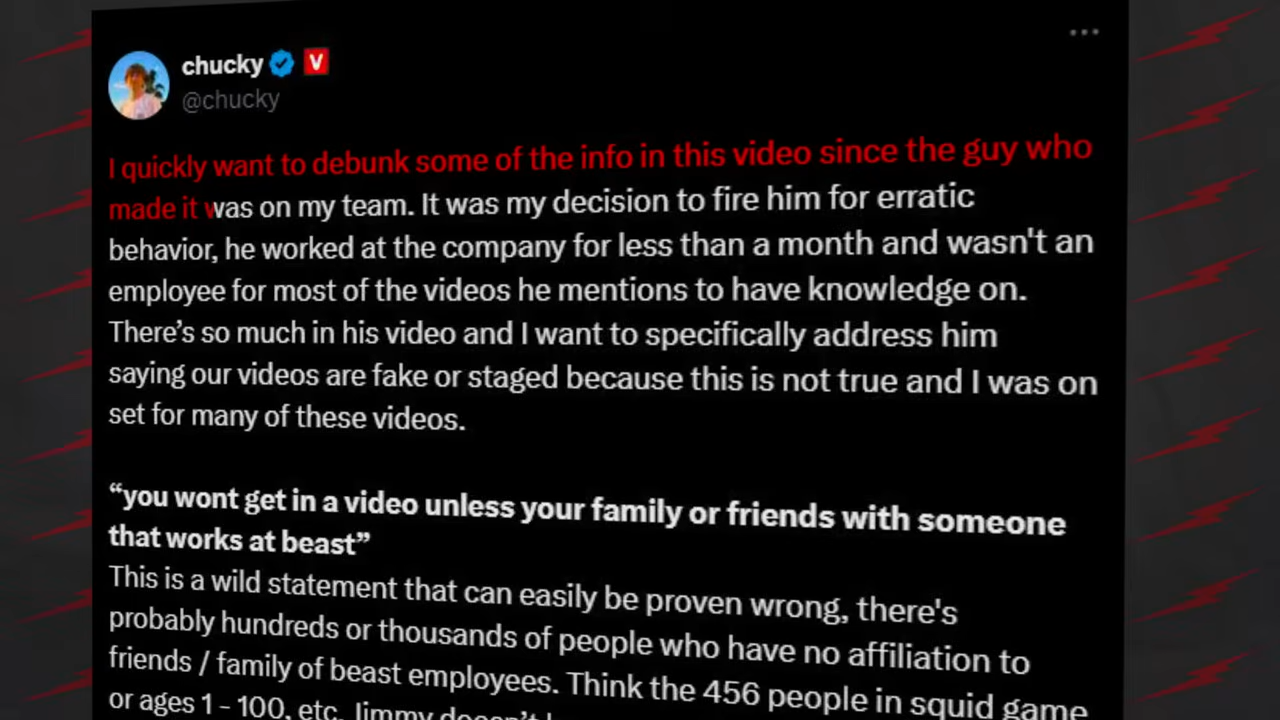 chucky V
@chucky
I quickly want to debunk some of the info in this video since the guy who
made it was on my team. It was my decision to fire him for erratic
behavior, he worked at the company for less than a month and wasn't an
employee for most of the videos he mentions to have knowledge on.
There’s so much in his video and I want to specifically address him
saying our videos are fake or staged because this is not true and I was on
set for many of these videos.
“you wont get in a video unless your family or friends with someone
that works at beast”
This is a wild statement that can easily be proven wrong, there's
probably hundreds or thousands of people who have no affiliation to
friends / family of beast employees. Think the 456 people in squid game
or ages 1 - 100, etc. Jimmy doesn’t